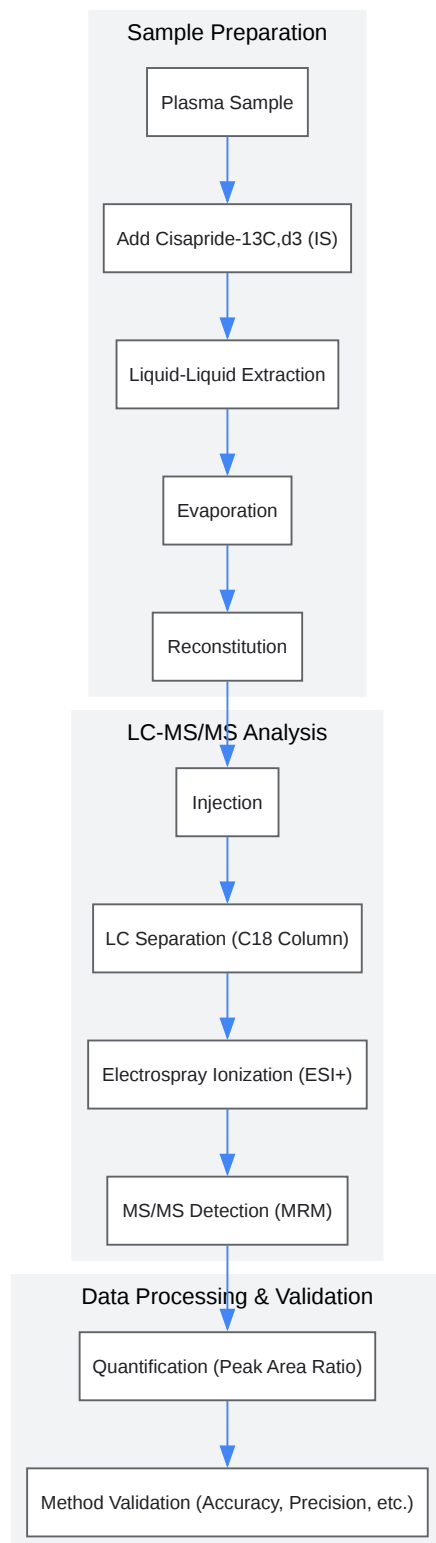 Sample Preparation
Plasma Sample
Add Cisapride-13C,d3 (IS)
Liquid-Liquid Extraction
Evaporation
Reconstitution
LC-MS/MS Analysis
Injection
LC Separation (C18 Column)
Electrospray Ionization (ESI+)
MS/MS Detection (MRM)
Data Processing & Validation
Quantification (Peak Area Ratio)
Method Validation (Accuracy, Precision, etc.)